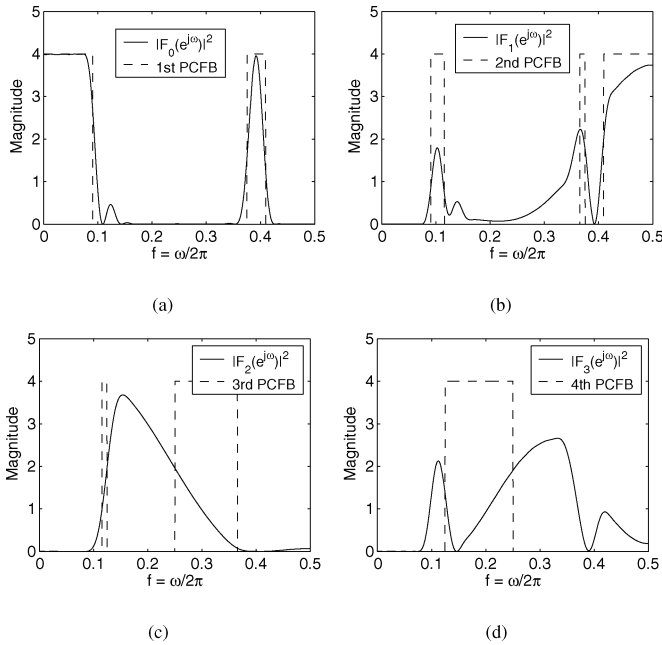 5
4
3
2
1
0
Magnitude
|F₀(e^jω)|²
1st PCFB
0
0.1
0.2
0.3
0.4
0.5
f = ω/2π
(a)
5
4
3
2
1
0
Magnitude
|F₁(e^jω)|²
2nd PCFB
0
0.1
0.2
0.3
0.4
0.5
f = ω/2π
(b)
5
4
3
2
1
0
Magnitude
|F₂(e^jω)|²
3rd PCFB
0
0.1
0.2
0.3
0.4
0.5
f = ω/2π
(c)
5
4
3
2
1
0
Magnitude
|F₃(e^jω)|²
4th PCFB
0
0.1
0.2
0.3
0.4
0.5
f = ω/2π
(d)